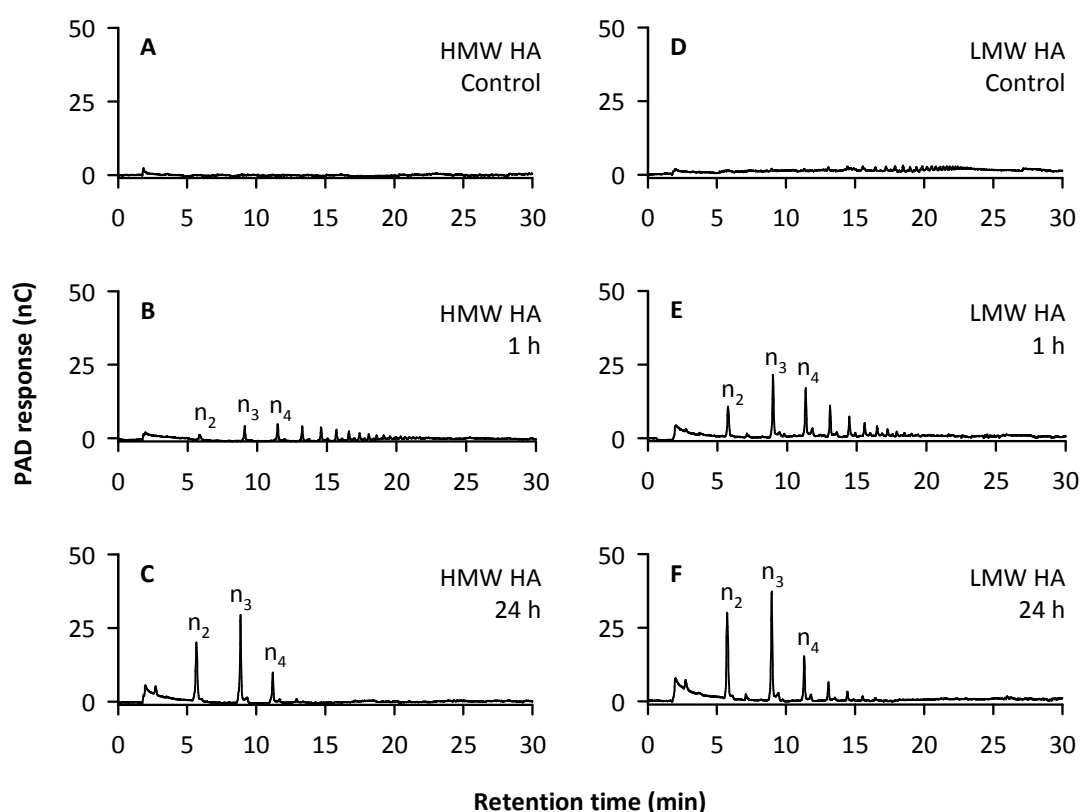 50
A
HMW HA
Control
25
0
0 5 10 15 20 25 30
50
D
LMW HA
Control
25
0
0 5 10 15 20 25 30
50
B
HMW HA
1 h
25
n2 n3 n4
0
0 5 10 15 20 25 30
50
E
LMW HA
1 h
25
n2 n3 n4
0
0 5 10 15 20 25 30
50
C
HMW HA
24 h
n2 n3 n4
25
0
0 5 10 15 20 25 30
50
F
LMW HA
24 h
n2 n3 n4
25
0
0 5 10 15 20 25 30
PAD response (nC)
Retention time (min)